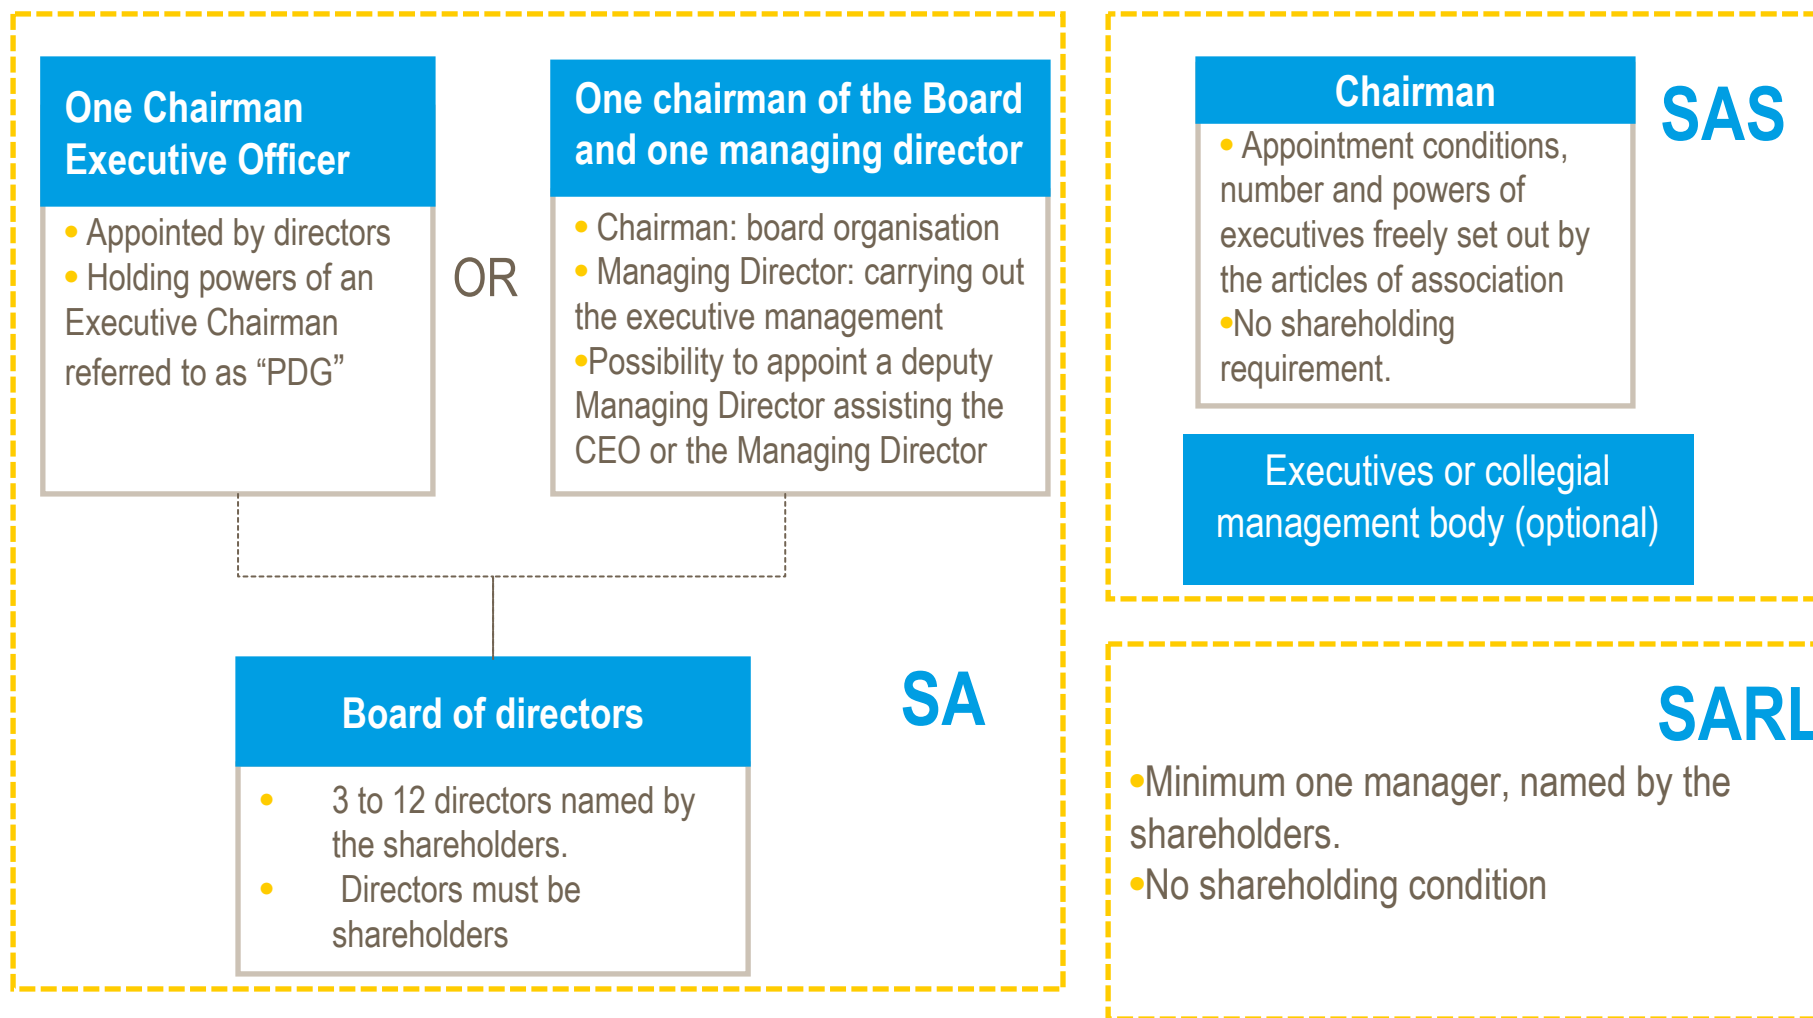 One Chairman
Executive Officer
• Appointed by directors
• Holding powers of an
Executive Chairman
referred to as “PDG”
OR
One chairman of the Board
and one managing director
• Chairman: board organisation
• Managing Director: carrying out
the executive management
•Possibility to appoint a deputy
Managing Director assisting the
CEO or the Managing Director
Board of directors
• 3 to 12 directors named by
the shareholders.
• Directors must be
shareholders
SA
Chairman
• Appointment conditions,
number and powers of
executives freely set out by
the articles of association
•No shareholding
requirement.
SAS
Executives or collegial
management body (optional)
SARL
•Minimum one manager, named by the
shareholders.
•No shareholding condition